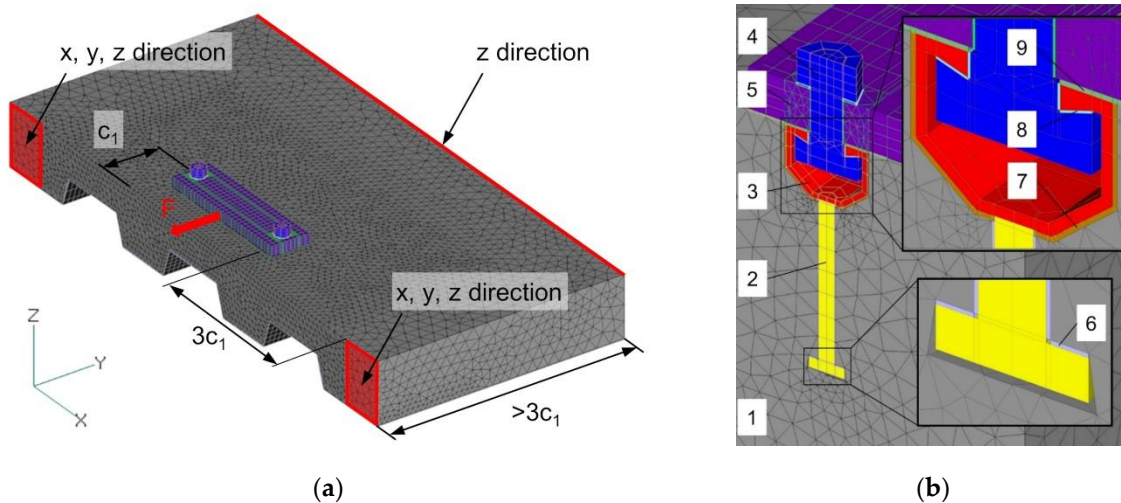 x, y, z direction
z direction
c1
F
x, y, z direction
3c1
>3c1
Z
Y
X
(a)
4
5
3
2
1
9
8
7
6
(b)